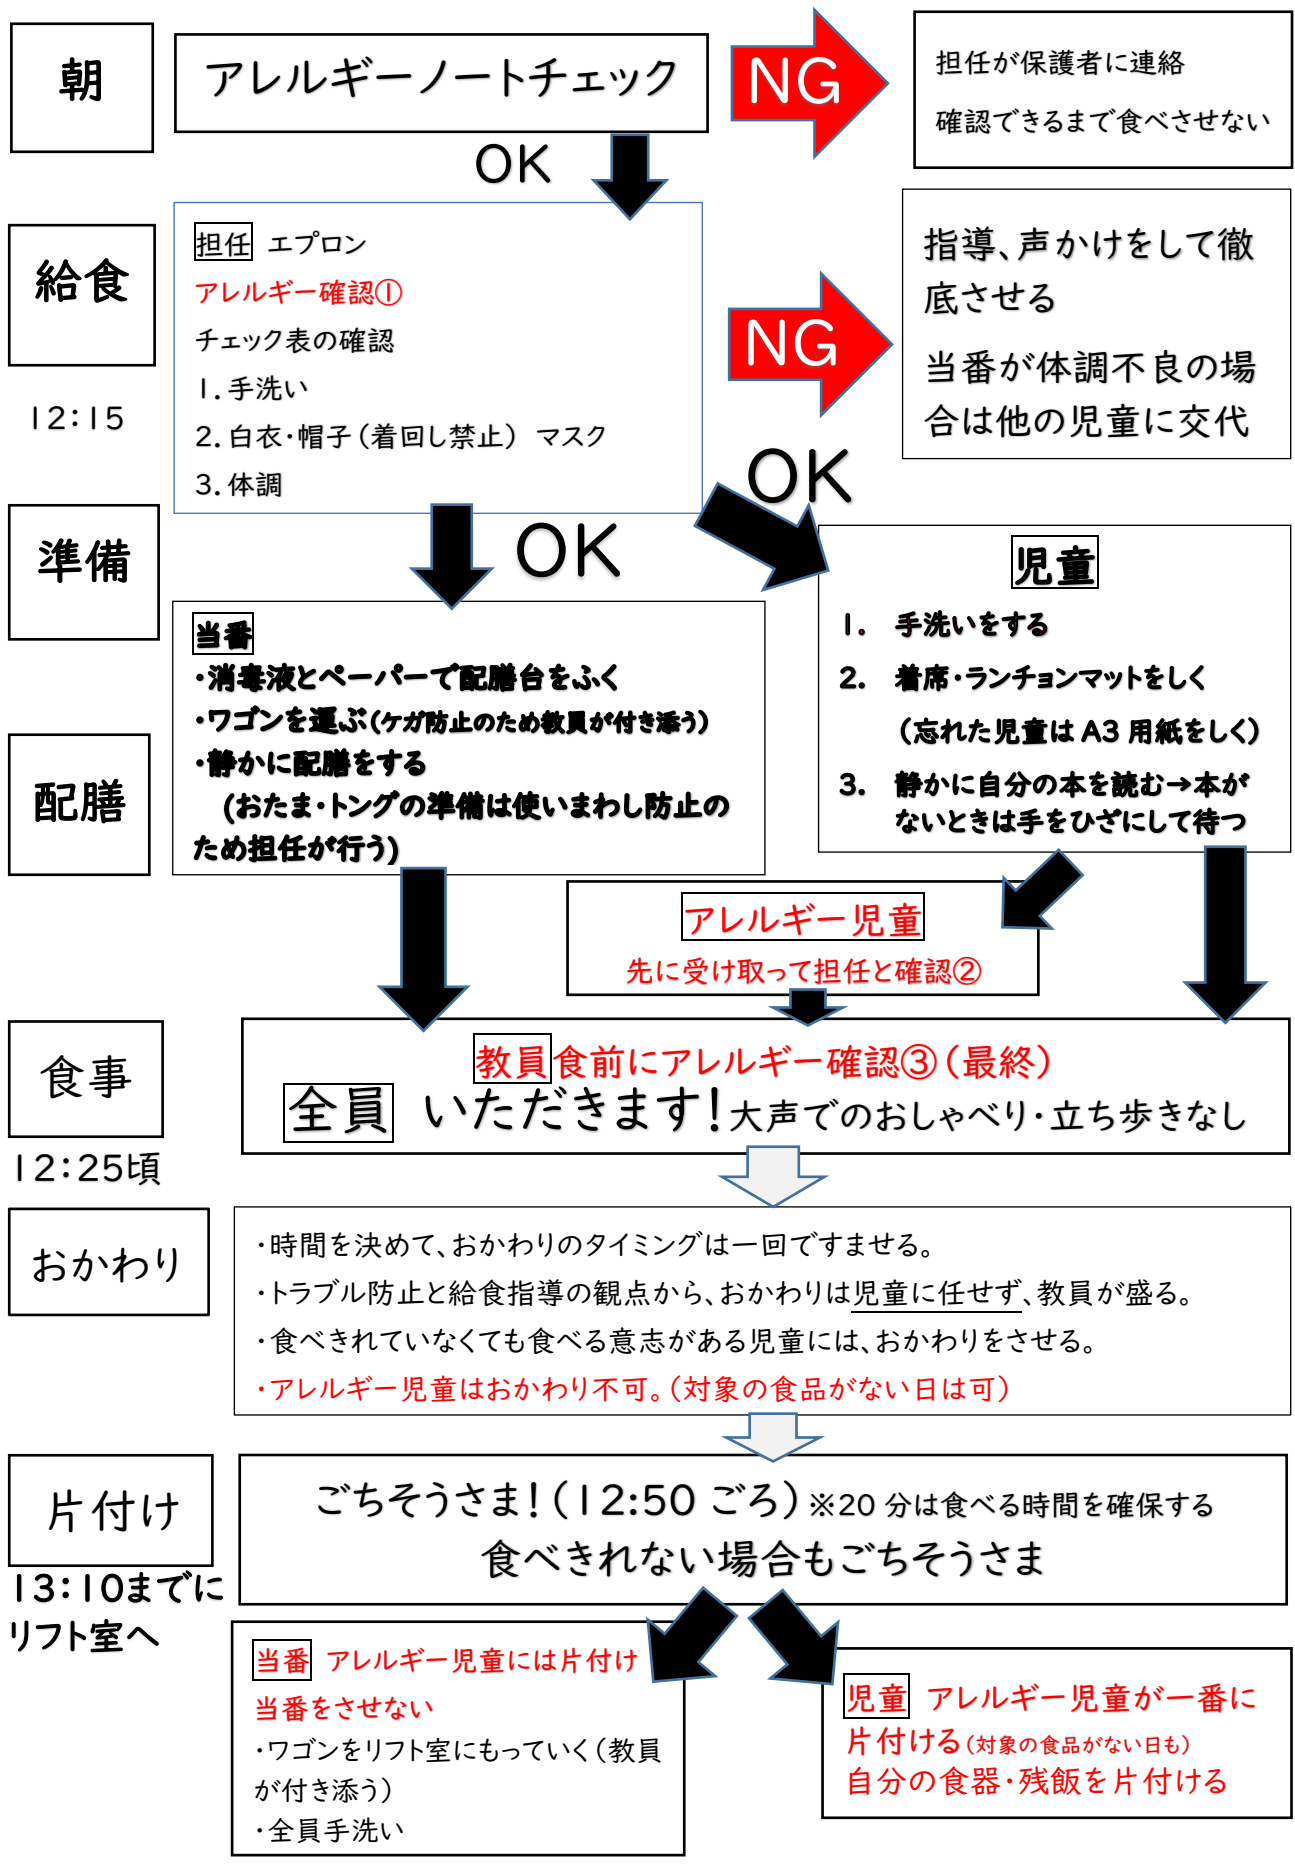 朝
アレルギーノートチェック
NG
担任が保護者に連絡
確認できるまで食べさせない
OK
給食
12:15
担任 エプロン
アレルギー確認①
チェック表の確認
1.手洗い
2.白衣・帽子(着回し禁止) マスク
3.体調
NG
指導、声かけをして徹
底させる
当番が体調不良の場
合は他の児童に交代
OK
OK
準備
当番
・消毒液とペーパーで配膳台をふく
・ワゴンを運ぶ(ケガ防止のため教員が付き添う)
・静かに配膳をする
(おたま・トングの準備は使いまわし防止の
ため担任が行う)
児童
1. 手洗いをする
2. 着席・ランチョンマットをしく
(忘れた児童は A3 用紙をしく)
3. 静かに自分の本を読む→本が
ないときは手をひざにして待つ
配膳
アレルギー児童
先に受け取って担任と確認②
食事
12:25頃
教員食前にアレルギー確認③(最終)
全員 いただきます!大声でのおしゃべり・立ち歩きなし
おかわり
・時間を決めて、おかわりのタイミングは一回ですませる。
・トラブル防止と給食指導の観点から、おかわりは児童に任せず、教員が盛る。
・食べきれていなくても食べる意志がある児童には、おかわりをさせる。
・アレルギー児童はおかわり不可。(対象の食品がない日は可)
片付け
13:10までに
リフト室へ
ごちそうさま!(12:50 ごろ)※20 分は食べる時間を確保する
食べきれない場合もごちそうさま
当番 アレルギー児童には片付け
当番をさせない
・ワゴンをリフト室にもっていく(教員
が付き添う)
・全員手洗い
児童 アレルギー児童が一番に
片付ける(対象の食品がない日も)
自分の食器・残飯を片付ける